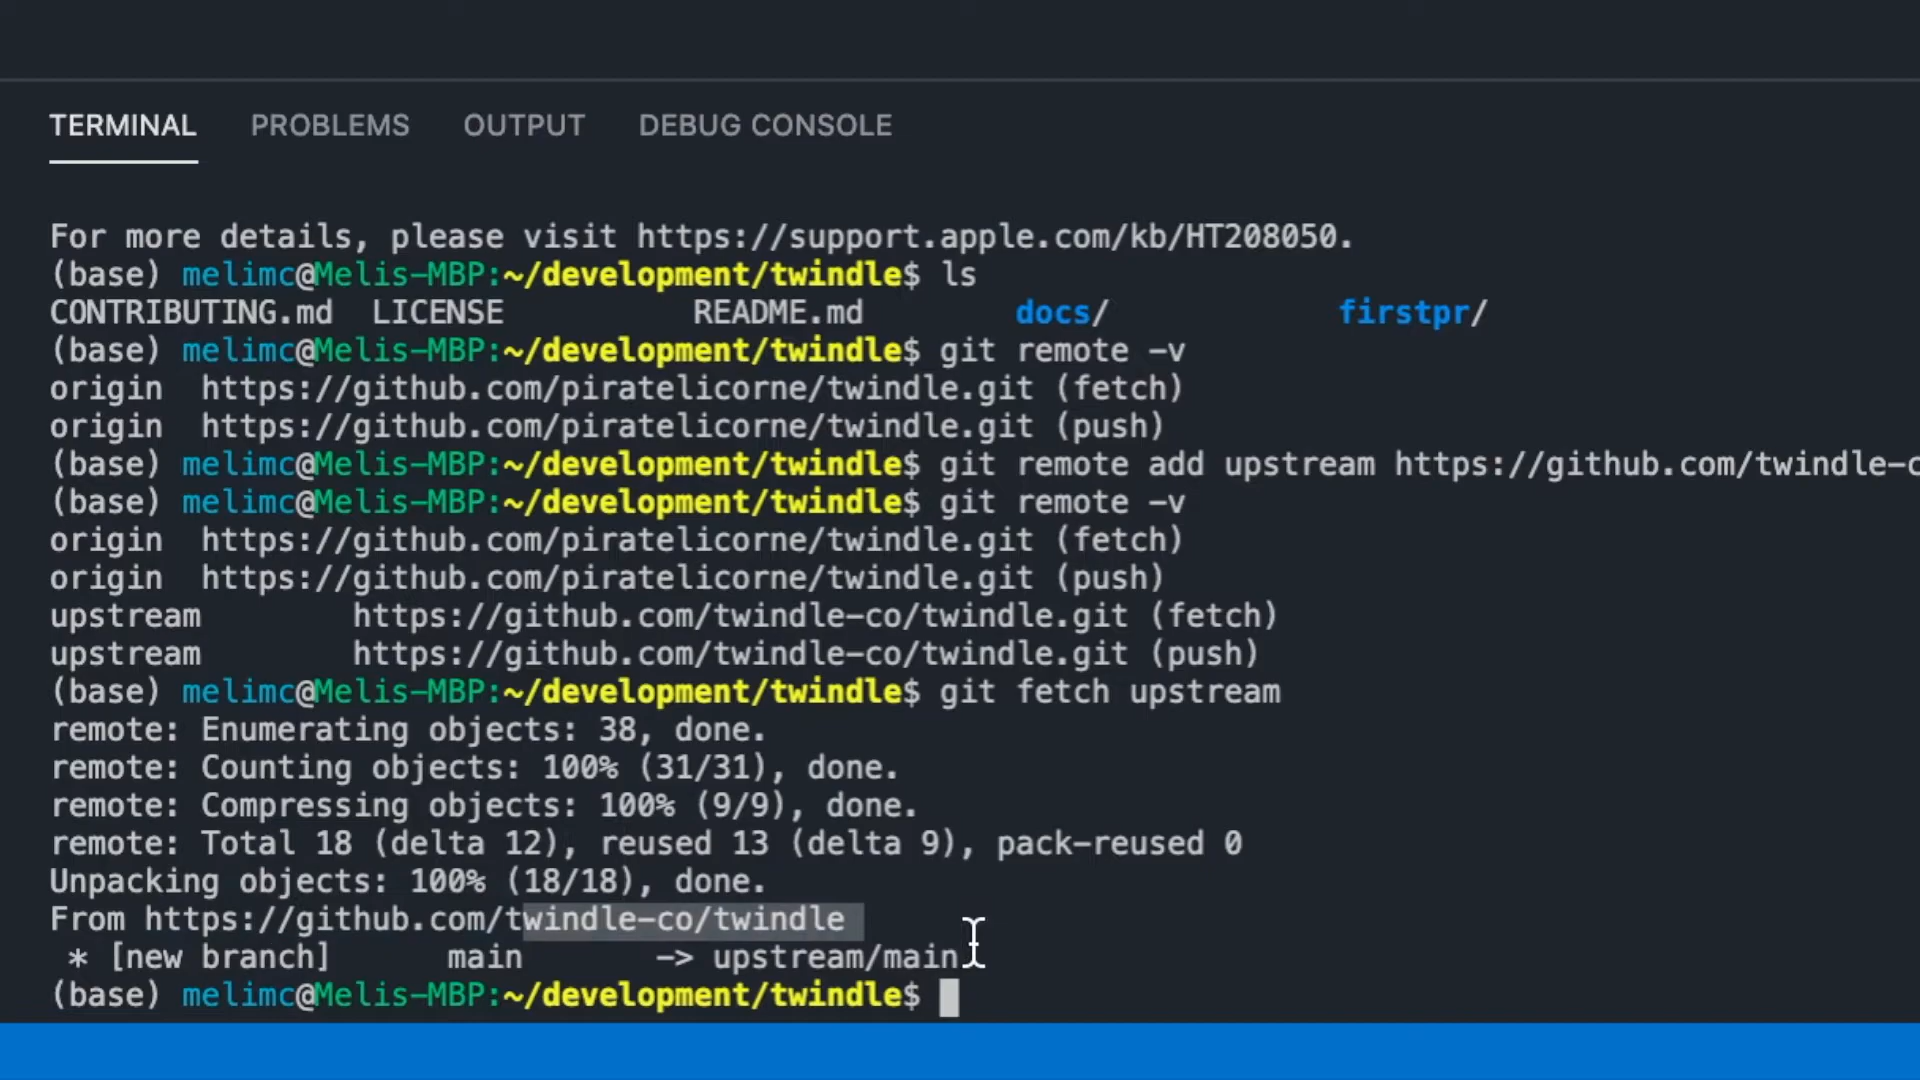 TERMINAL PROBLEMS OUTPUT DEBUG CONSOLE
For more details, please visit https://support.apple.com/kb/HT208050.
(base) melimc@Melis-MBP:~/development/twindle$ ls
CONTRIBUTING.md LICENSE README.md docs/ firstpr/
(base) melimc@Melis-MBP:~/development/twindle$ git remote -v
origin https://github.com/piratelicorne/twindle.git (fetch)
origin https://github.com/piratelicorne/twindle.git (push)
(base) melimc@Melis-MBP:~/development/twindle$ git remote add upstream https://github.com/twindle-c
(base) melimc@Melis-MBP:~/development/twindle$ git remote -v
origin https://github.com/piratelicorne/twindle.git (fetch)
origin https://github.com/piratelicorne/twindle.git (push)
upstream https://github.com/twindle-co/twindle.git (fetch)
upstream https://github.com/twindle-co/twindle.git (push)
(base) melimc@Melis-MBP:~/development/twindle$ git fetch upstream
remote: Enumerating objects: 38, done.
remote: Counting objects: 100% (31/31), done.
remote: Compressing objects: 100% (9/9), done.
remote: Total 18 (delta 12), reused 13 (delta 9), pack-reused 0
Unpacking objects: 100% (18/18), done.
From https://github.com/twindle-co/twindle
* [new branch] main -> upstream/main
(base) melimc@Melis-MBP:~/development/twindle$